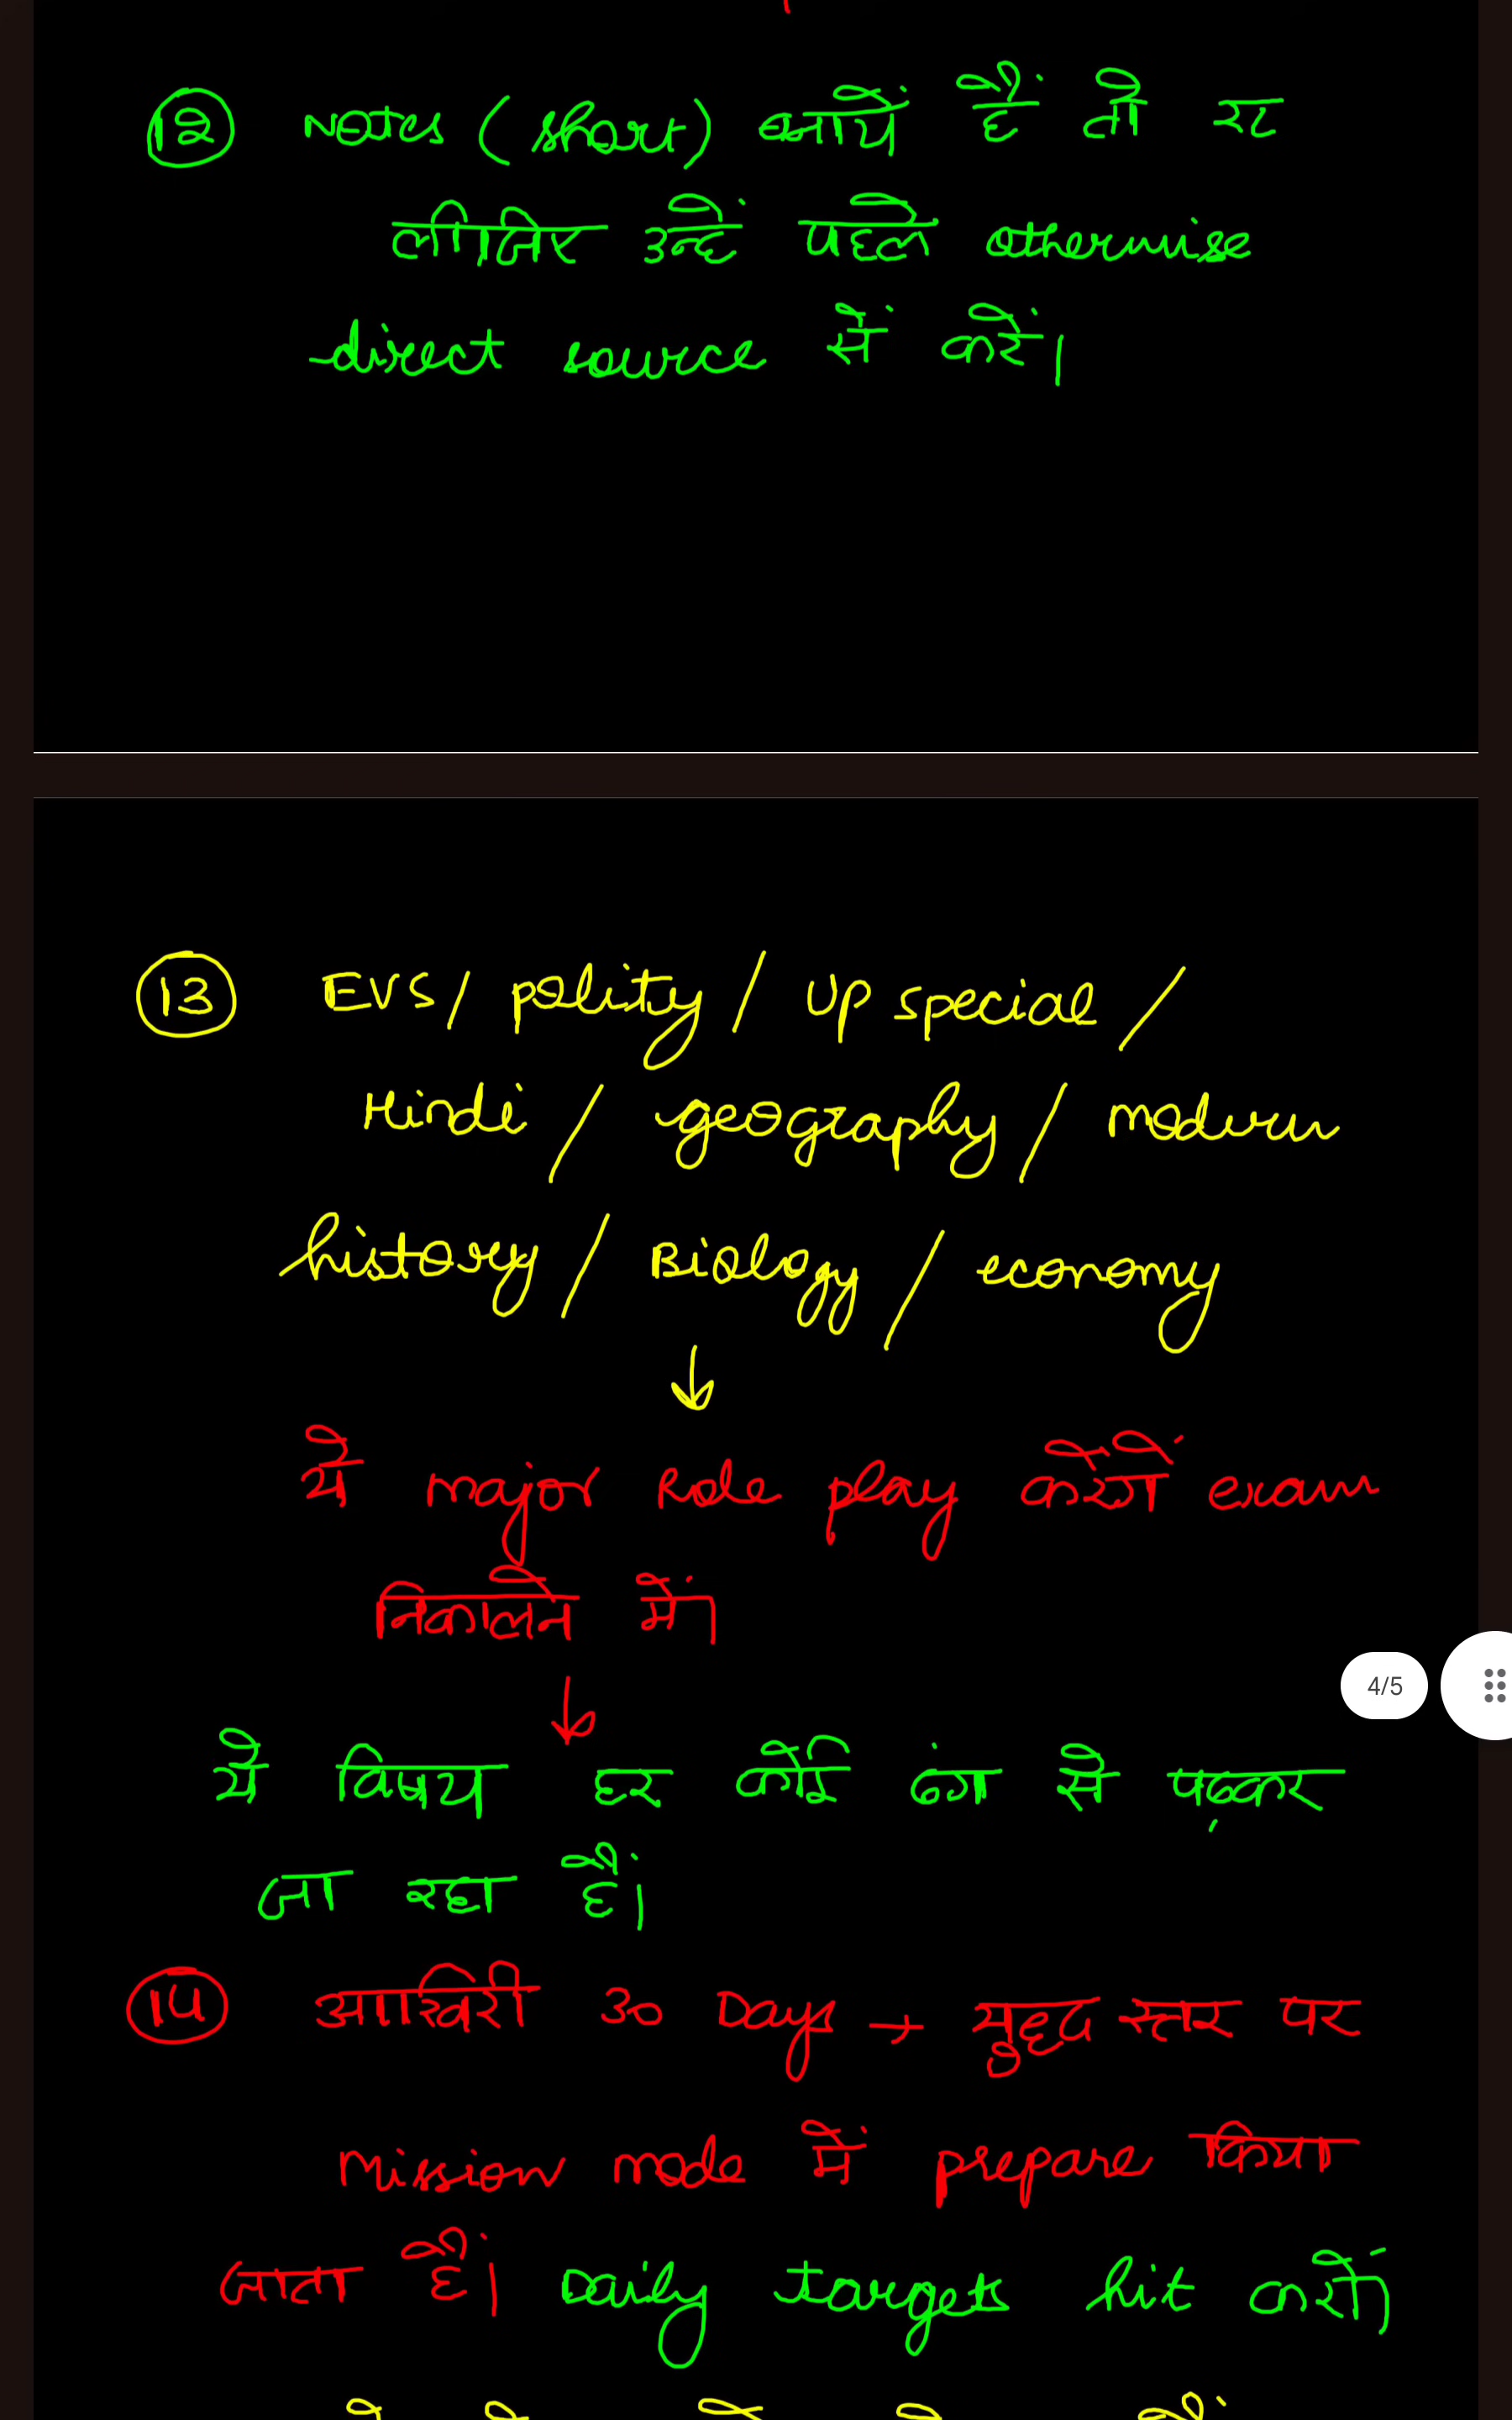 12 Notes (short) बनायें हैं तो रट
लीजिए उन्हें पहले otherwise
direct source सें करें।
13 EVS/ polity/ UP special/
Hindi/ geography/ modern
history/ Biology/ economy
↓
ये major Role play करेंगें exam
निकालने में।
↓
4/5
ये विषय हर कोई ढंग से पढ़कर
जा रहा हैं।
14 आखिरी 30 Days → युद्ध स्तर पर
Mission mode में prepare किया
जाता हैं। Daily targets hit करों